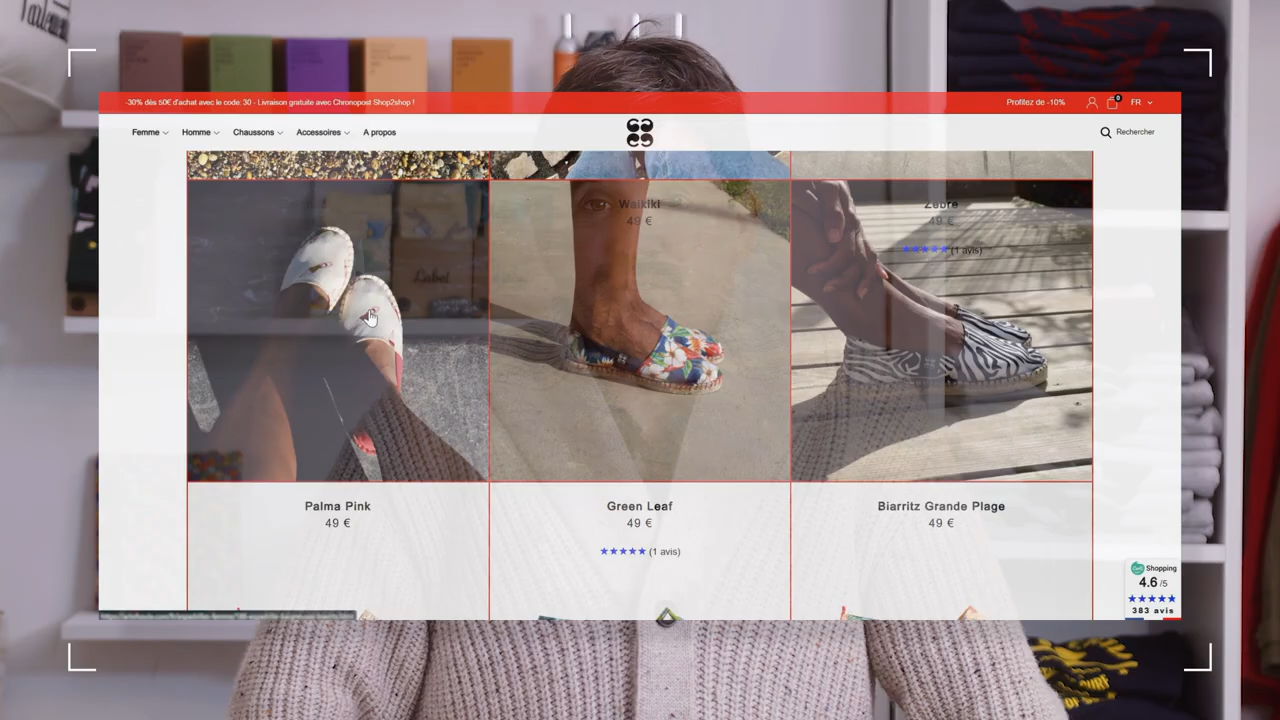 -30% dès 50€ d'achat avec le code: 30 - Livraison gratuite avec Chronopost Shop2shop !
Profitez de -10%
0
FR
Femme
Homme
Chaussons
Accessoires
A propos
Rechercher
Waikiki
49 €
Zebre
49 €
(1 avis)
Palma Pink
49 €
Green Leaf
49 €
(1 avis)
Biarritz Grande Plage
49 €
Shopping
4.6 /5
383 avis
SURF